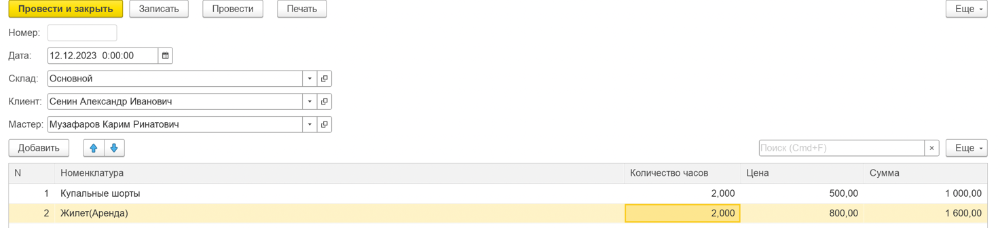 Провести и закрыть Записать Провести Печать Еще
Номер:
Дата: 12.12.2023 0:00:00
Склад: Основной
Клиент: Сенин Александр Иванович
Мастер: Музафаров Карим Ринатович
Добавить Поиск (Cmd+F) × Еще
N Номенклатура Количество часов Цена Сумма
1 Купальные шорты 2,000 500,00 1 000,00
2 Жилет(Аренда) 2,000 800,00 1 600,00